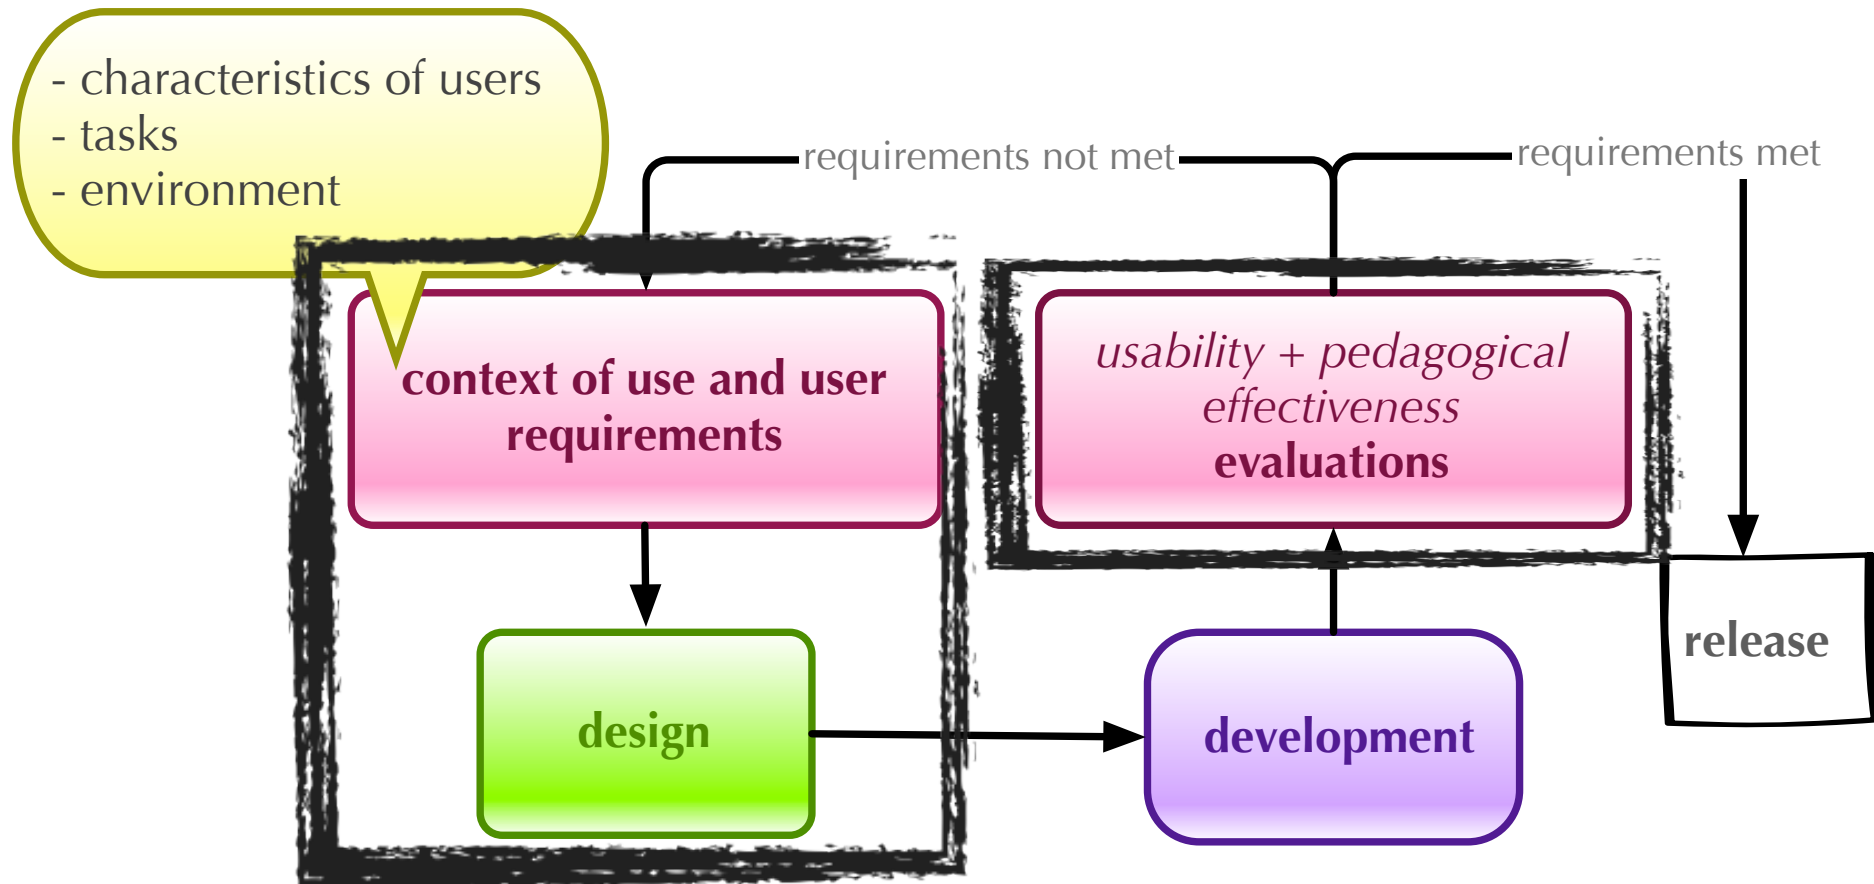 - characteristics of users
- tasks
- environment
requirements not met
requirements met
context of use and user
requirements
usability + pedagogical
effectiveness
evaluations
release
design
development